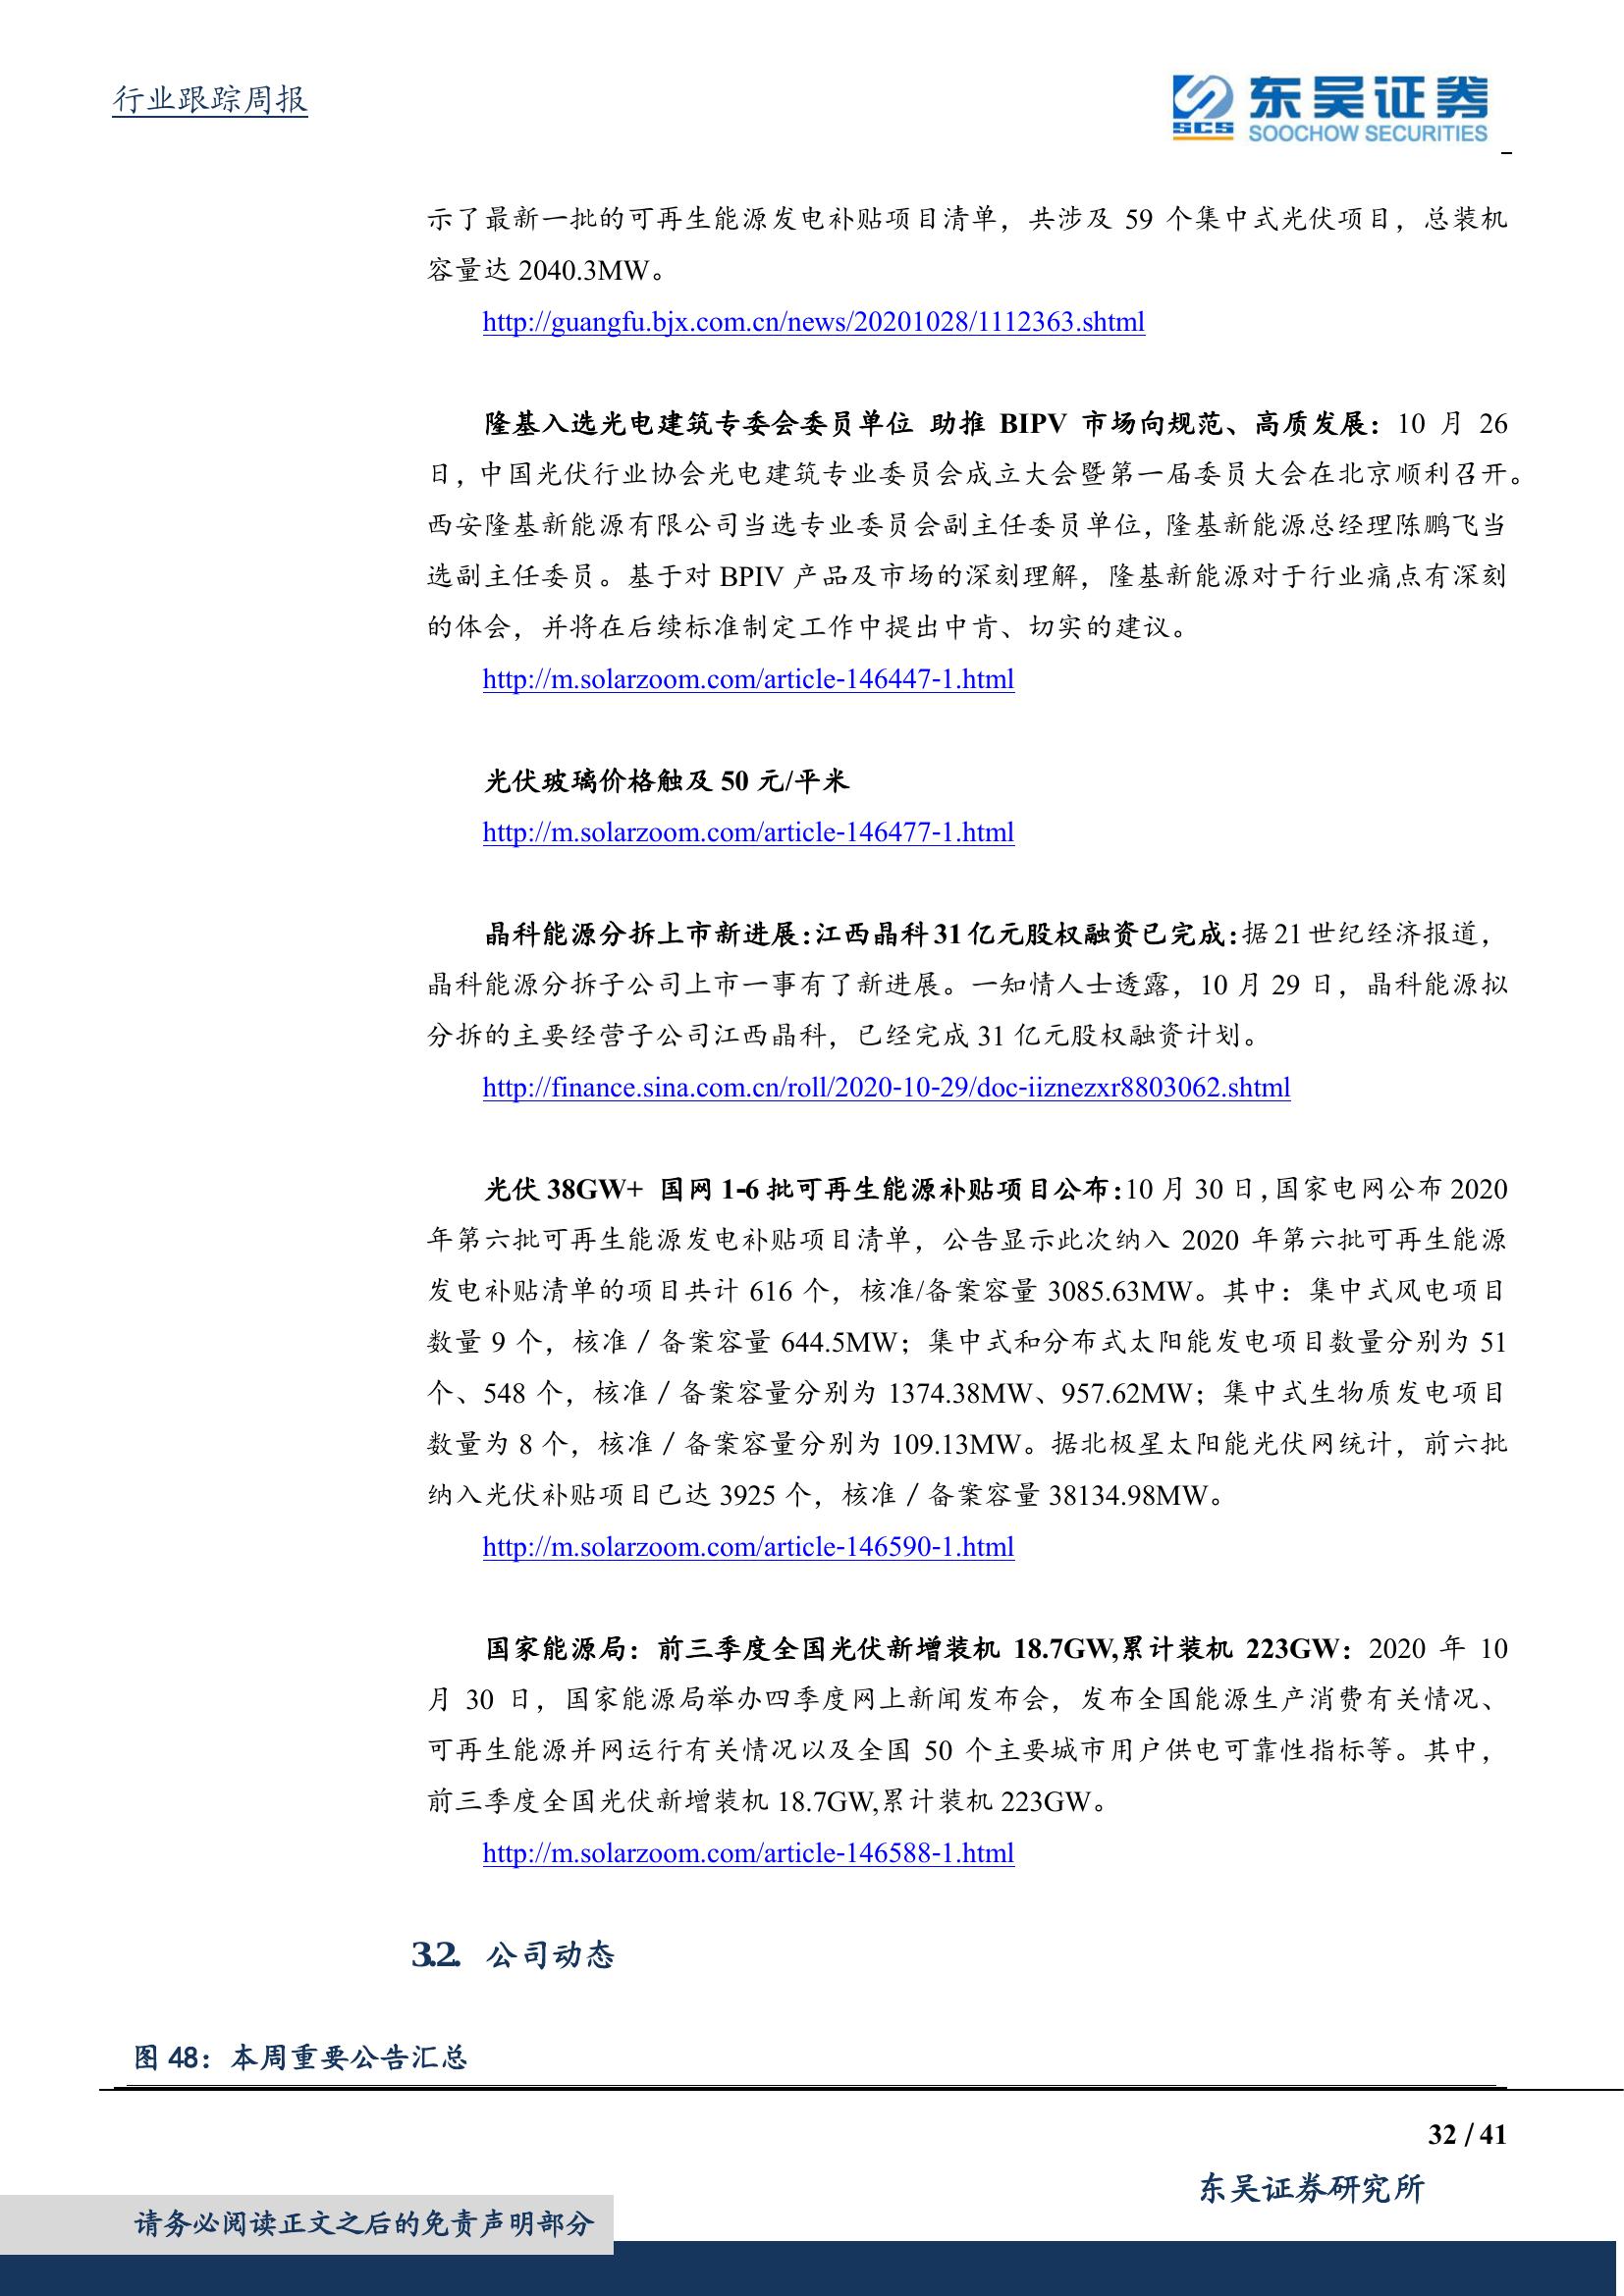 行业跟踪周报
SCS 东吴证券
SOOCHOW SECURITIES
示了最新一批的可再生能源发电补贴项目清单，共涉及 59 个集中式光伏项目，总装机
容量达 2040.3MW。
http://guangfu.bjx.com.cn/news/20201028/1112363.shtml
隆基入选光电建筑专委会委员单位 助推 BIPV 市场向规范、高质发展：10 月 26
日，中国光伏行业协会光电建筑专业委员会成立大会暨第一届委员大会在北京顺利召开。
西安隆基新能源有限公司当选专业委员会副主任委员单位，隆基新能源总经理陈鹏飞当
选副主任委员。基于对 BPIV 产品及市场的深刻理解，隆基新能源对于行业痛点有深刻
的体会，并将在后续标准制定工作中提出中肯、切实的建议。
http://m.solarzoom.com/article-146447-1.html
光伏玻璃价格触及 50 元/平米
http://m.solarzoom.com/article-146477-1.html
晶科能源分拆上市新进展：江西晶科 31 亿元股权融资已完成：据 21 世纪经济报道，
晶科能源分拆子公司上市一事有了新进展。一知情人士透露，10 月 29 日，晶科能源拟
分拆的主要经营子公司江西晶科，已经完成 31 亿元股权融资计划。
http://finance.sina.com.cn/roll/2020-10-29/doc-iiznezxr8803062.shtml
光伏 38GW+ 国网 1-6 批可再生能源补贴项目公布：10 月 30 日，国家电网公布 2020
年第六批可再生能源发电补贴项目清单，公告显示此次纳入 2020 年第六批可再生能源
发电补贴清单的项目共计 616 个，核准/备案容量 3085.63MW。其中：集中式风电项目
数量 9 个，核准／备案容量 644.5MW；集中式和分布式太阳能发电项目数量分别为 51
个、548 个，核准／备案容量分别为 1374.38MW、957.62MW；集中式生物质发电项目
数量为 8 个，核准／备案容量分别为 109.13MW。据北极星太阳能光伏网统计，前六批
纳入光伏补贴项目已达 3925 个，核准／备案容量 38134.98MW。
http://m.solarzoom.com/article-146590-1.html
国家能源局：前三季度全国光伏新增装机 18.7GW,累计装机 223GW：2020 年 10
月 30 日，国家能源局举办四季度网上新闻发布会，发布全国能源生产消费有关情况、
可再生能源并网运行有关情况以及全国 50 个主要城市用户供电可靠性指标等。其中，
前三季度全国光伏新增装机 18.7GW,累计装机 223GW。
http://m.solarzoom.com/article-146588-1.html
3.2. 公司动态
图 48：本周重要公告汇总
32 / 41
东吴证券研究所
请务必阅读正文之后的免责声明部分